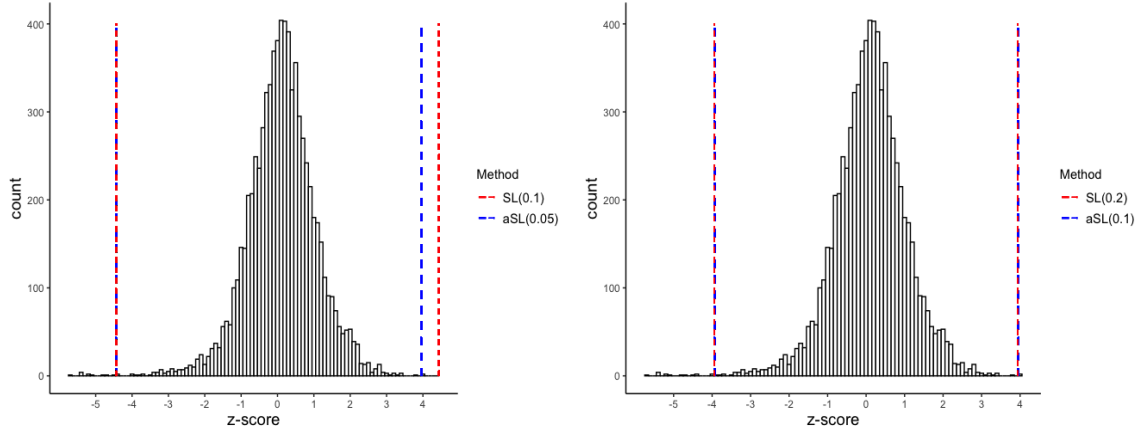 400
300
200
100
0
count
-5 -4 -3 -2 -1 0 1 2 3 4
z-score
Method
SL(0.1)
aSL(0.05)
400
300
200
100
0
count
-5 -4 -3 -2 -1 0 1 2 3 4
z-score
Method
SL(0.2)
aSL(0.1)